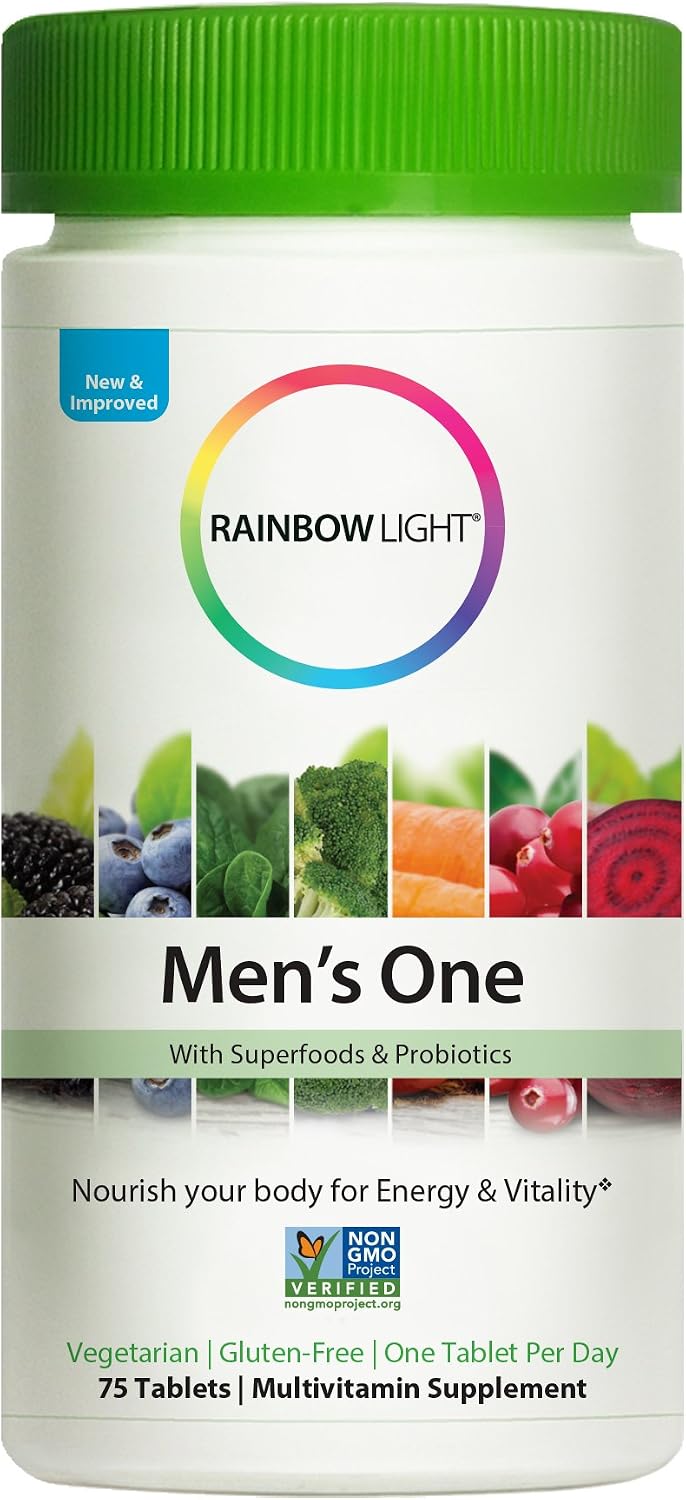 New &
Improved
RAINBOW LIGHT®
Men's One
With Superfoods & Probiotics
Nourish your body for Energy & Vitality❖
NON
GMO
Project
VERIFIED
nongmoproject.org
Vegetarian | Gluten-Free | One Tablet Per Day
75 Tablets | Multivitamin Supplement